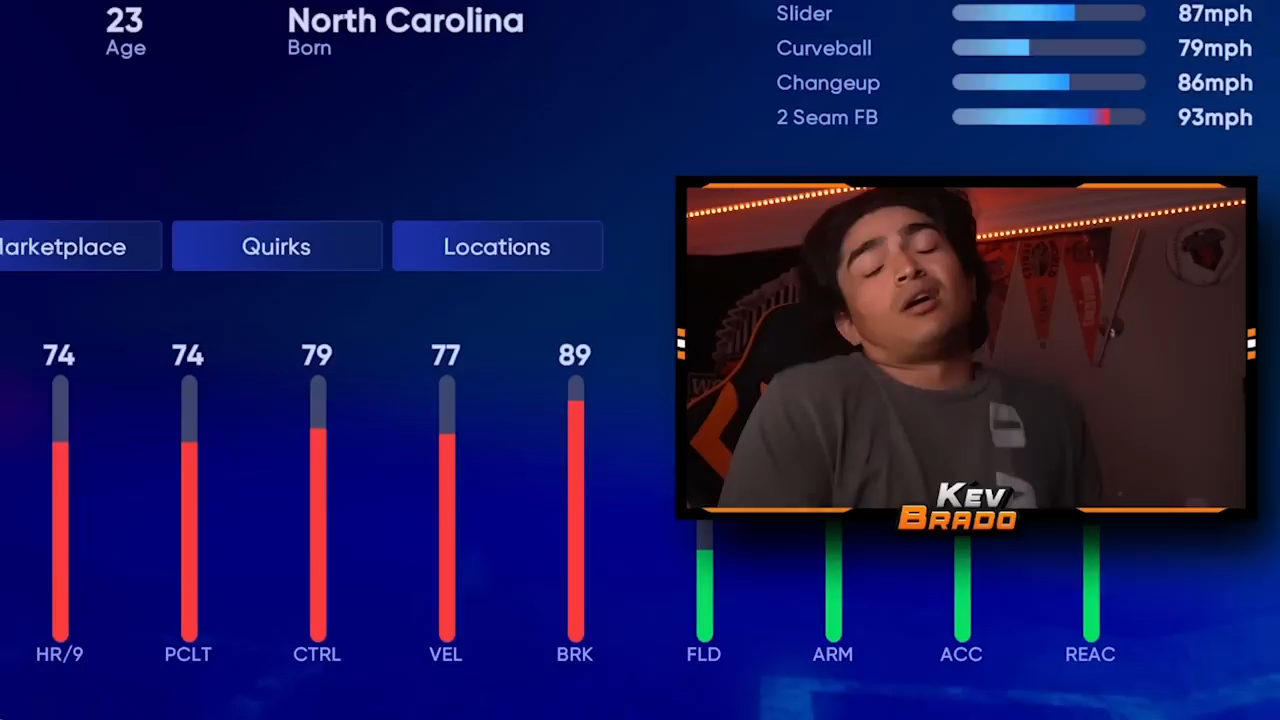 23
Age
North Carolina
Born
Slider 87mph
Curveball 79mph
Changeup 86mph
2 Seam FB 93mph
Marketplace
Quirks
Locations
74 74 79 77 89
HR/9 PCLT CTRL VEL BRK
KEV
BRADO
FLD ARM ACC REAC